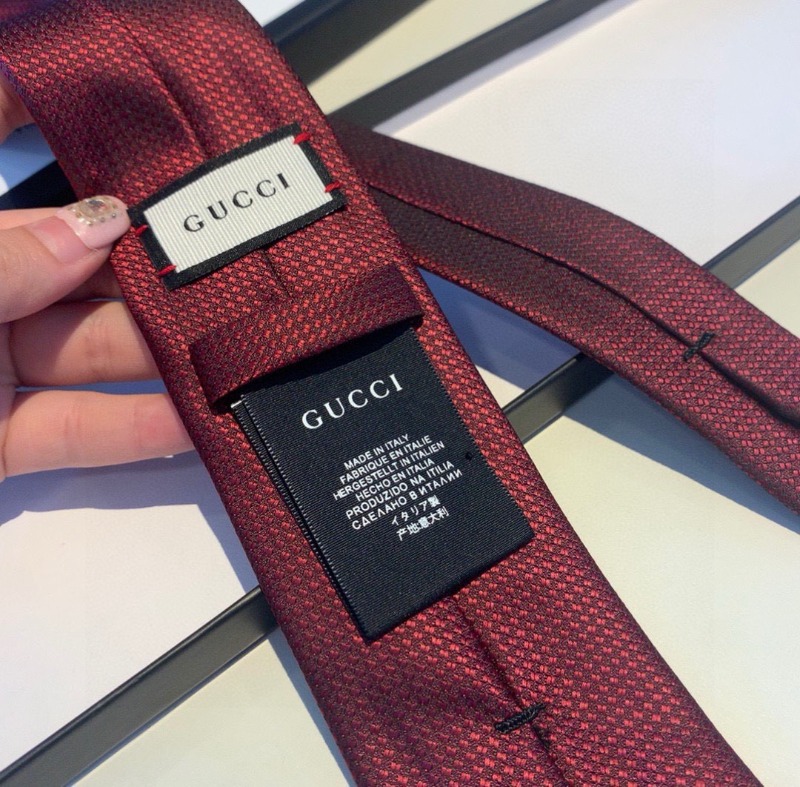 GUCCI
GUCCI
MADE IN ITALY
FABRIQUE EN ITALIE
HERGESTELLT IN ITALIEN
HECHO EN ITALIA
PRODUZIDO NA ITILIA
СДЕЛАНО В ИТАЛИИ
イタリア製
产地意大利